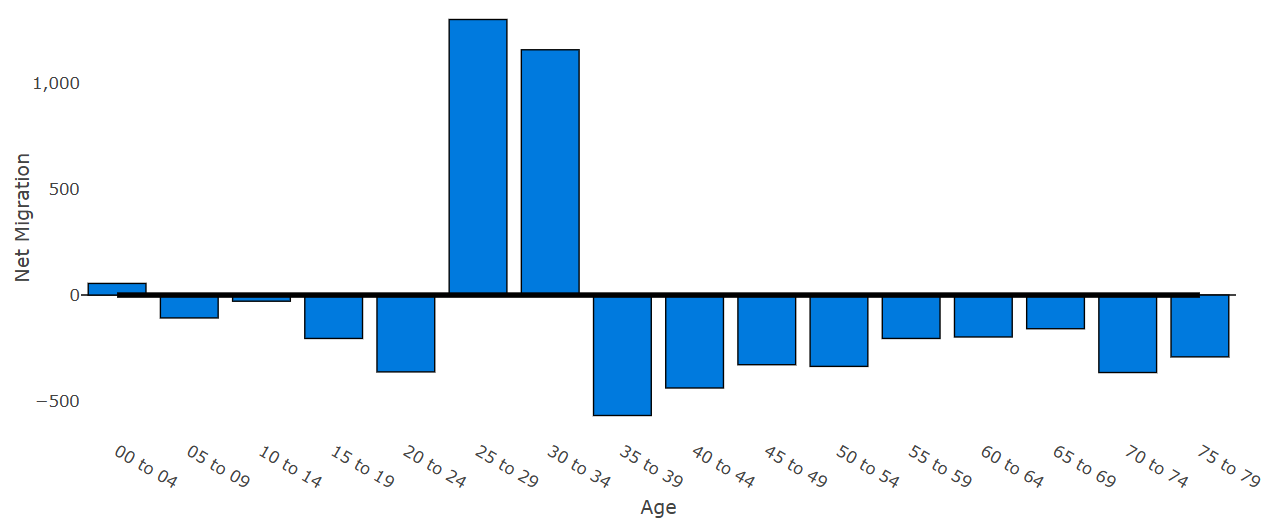 Net Migration
1,000
500
0
−500
00 to 04
05 to 09
10 to 14
15 to 19
20 to 24
25 to 29
30 to 34
35 to 39
40 to 44
45 to 49
50 to 54
55 to 59
60 to 64
65 to 69
70 to 74
75 to 79
Age